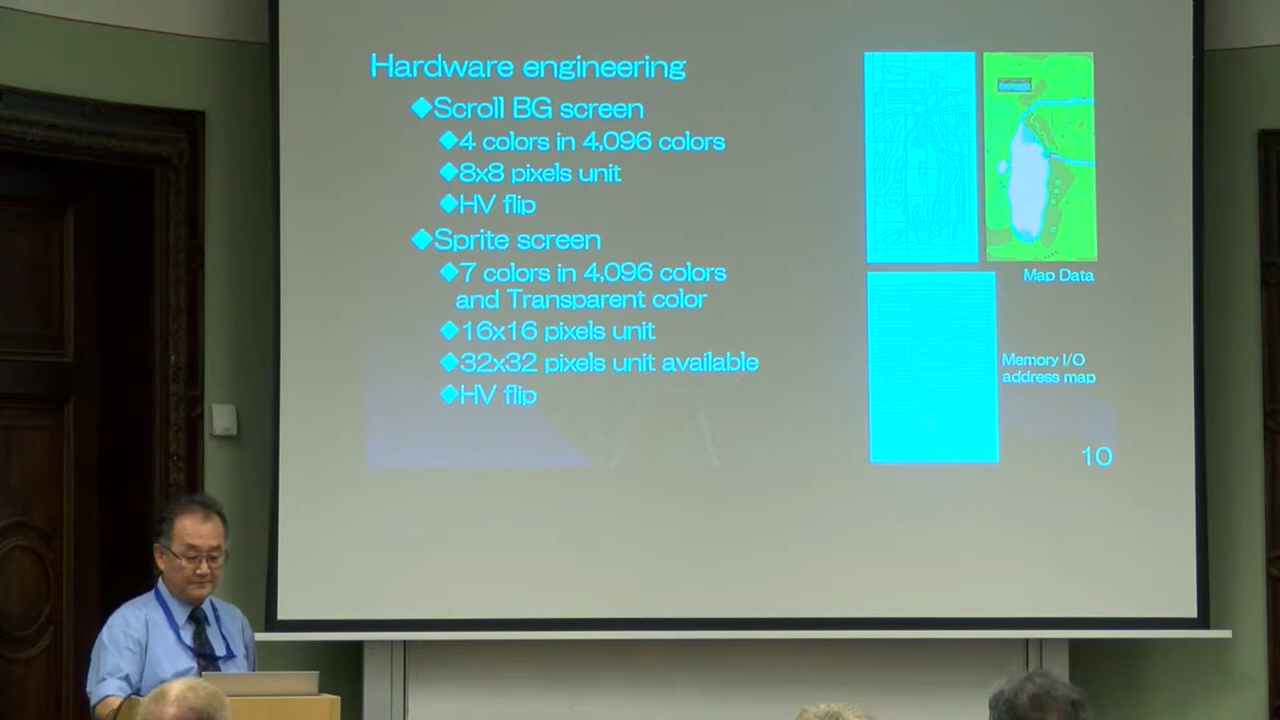 Hardware engineering
◆Scroll BG screen
◆4 colors in 4,096 colors
◆8x8 pixels unit
◆HV flip
◆Sprite screen
◆7 colors in 4,096 colors
and Transparent color
◆16x16 pixels unit
◆32x32 pixels unit available
◆HV flip
Map Data
Memory I/O
address map
10